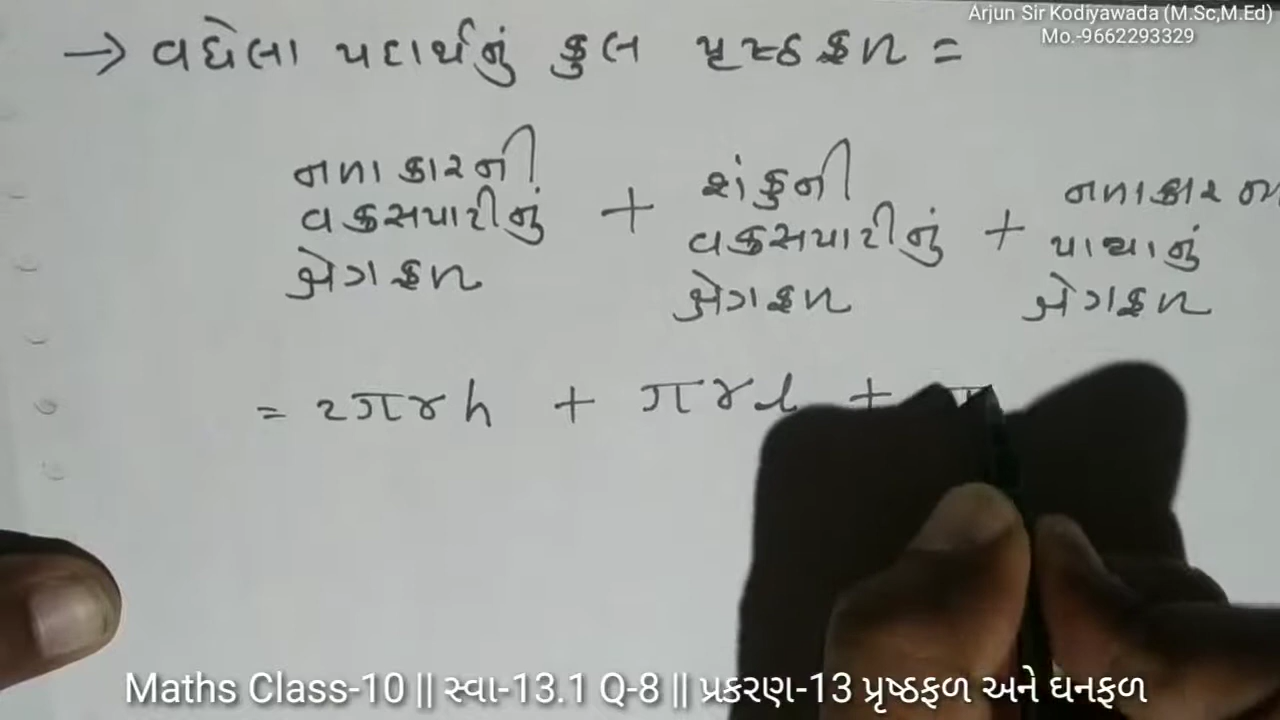 Arjun Sir Kodiyawada (M.Sc,M.Ed)
Mo.-9662293329
→ વધેલા પદાર્થનું કુલ પૃષ્ઠફળ =
નળાકારની + શંકુની + નળાકારના
વક્રસપાટીનું વક્રસપાટીનું પાયાનું
ક્ષેત્રફળ ક્ષેત્રફળ ક્ષેત્રફળ
= 2πrh + πrl + π
Maths Class-10 || સ્વા-13.1 Q-8 || પ્રકરણ-13 પૃષ્ઠફળ અને ઘનફળ